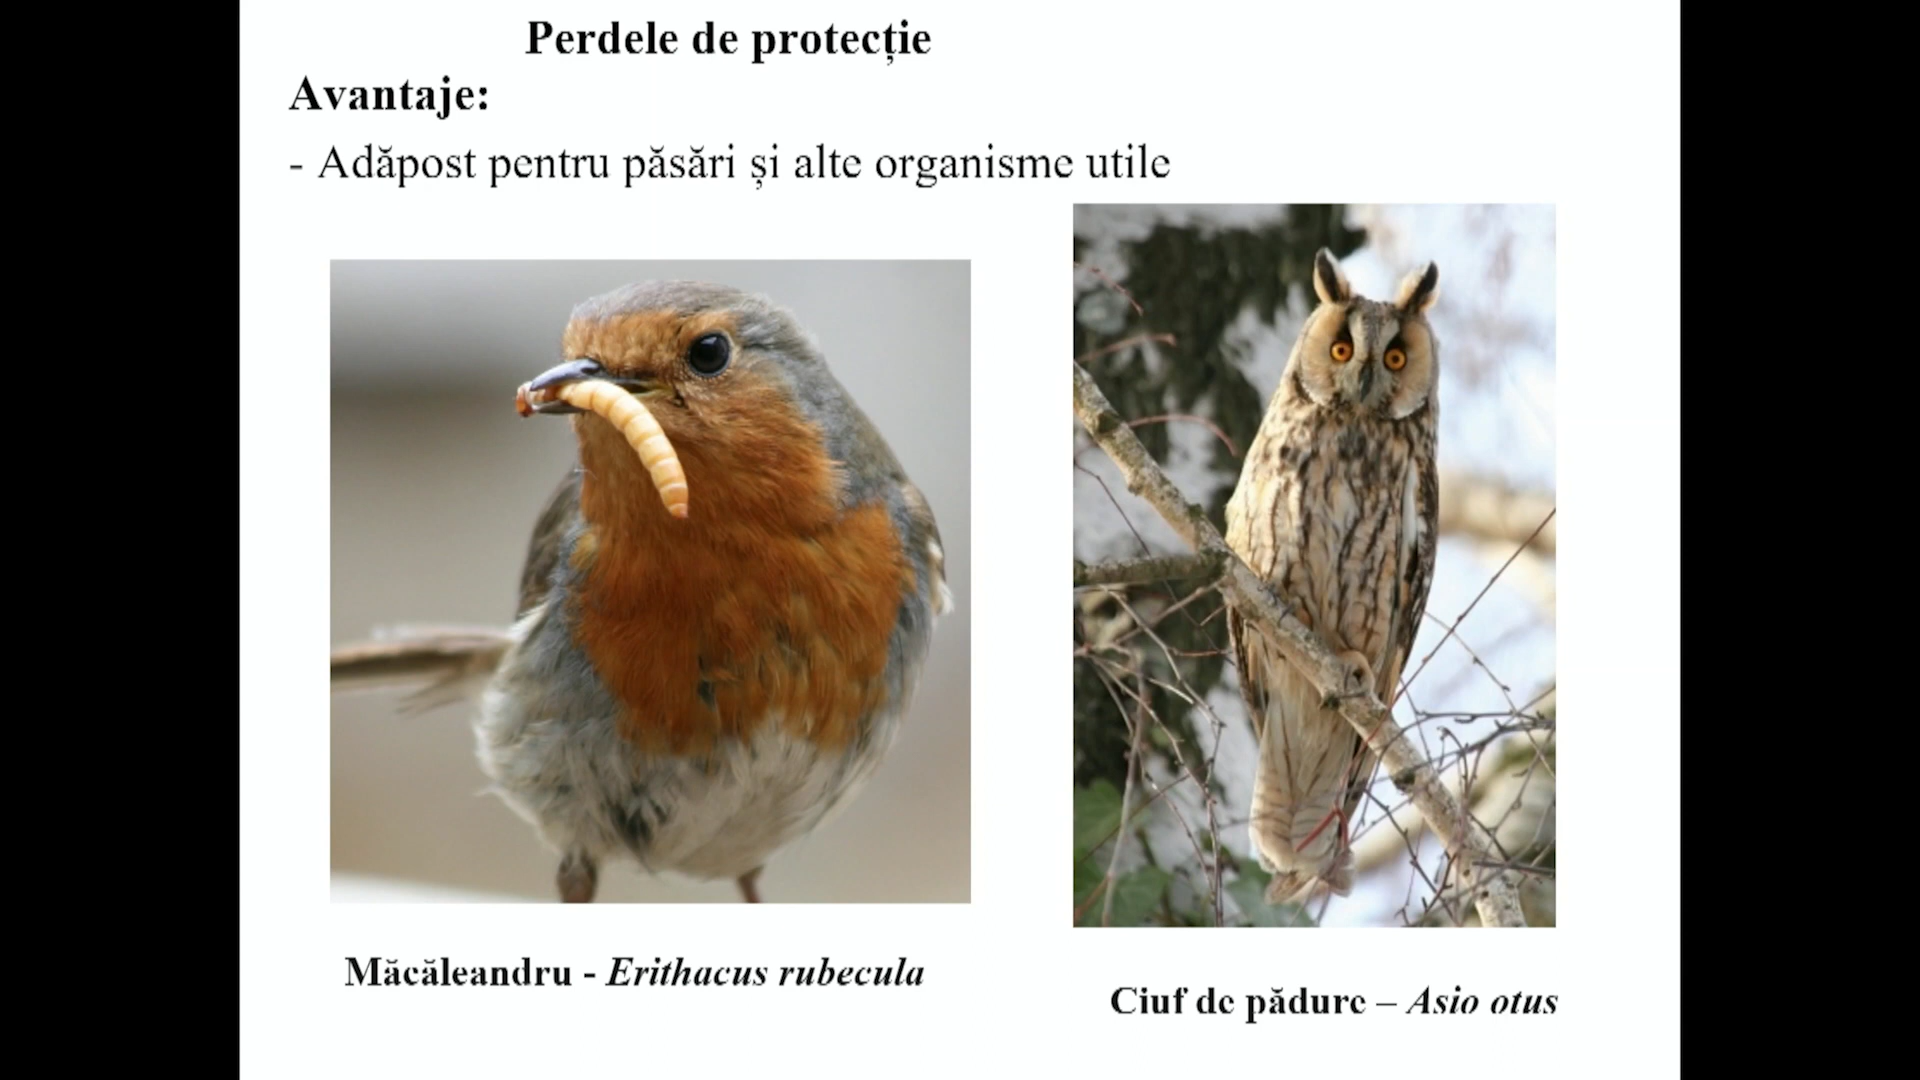 Perdele de protecție
Avantaje:
- Adăpost pentru păsări și alte organisme utile
Măcăleandru - Erithacus rubecula
Ciuf de pădure – Asio otus